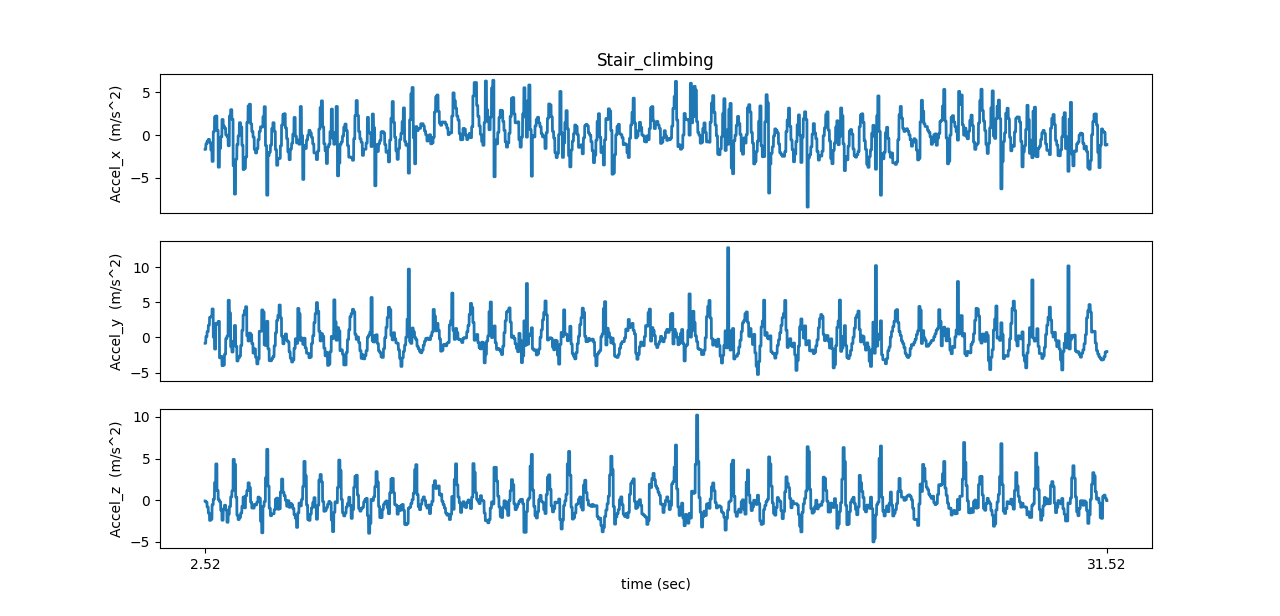 Stair_climbing
Accel_x (m/s^2)
5
0
−5
Accel_y (m/s^2)
10
5
0
−5
Accel_z (m/s^2)
10
5
0
−5
2.52
31.52
time (sec)